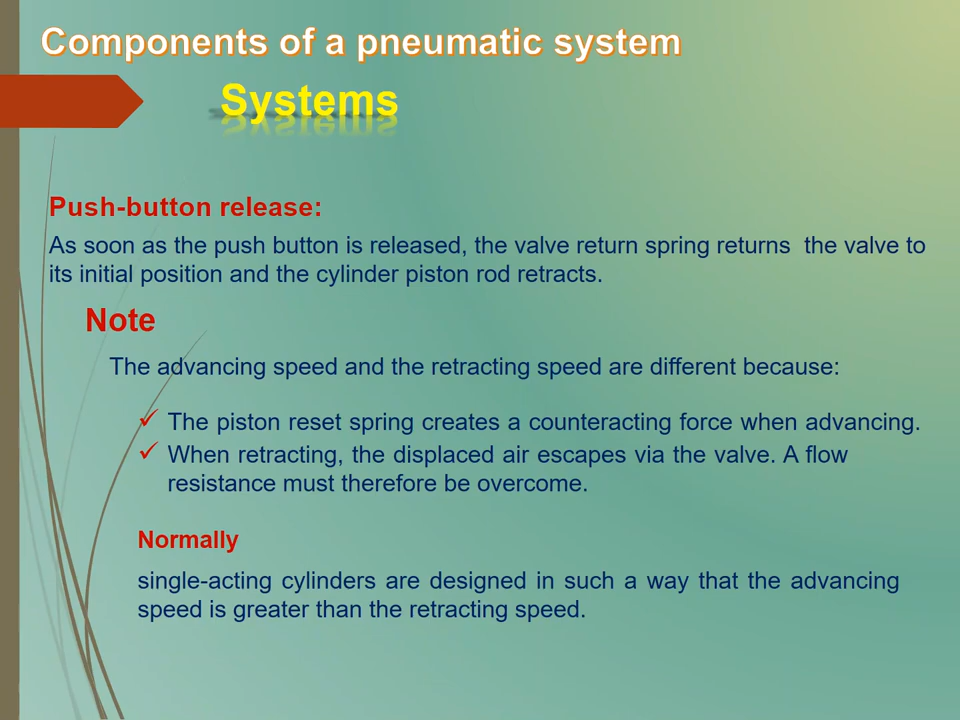 Components of a pneumatic system
Systems
Push-button release:
As soon as the push button is released, the valve return spring returns  the valve to
its initial position and the cylinder piston rod retracts.
Note
The advancing speed and the retracting speed are different because:
✓ The piston reset spring creates a counteracting force when advancing.
✓ When retracting, the displaced air escapes via the valve. A flow
resistance must therefore be overcome.
Normally
single-acting cylinders are designed in such a way that the advancing
speed is greater than the retracting speed.